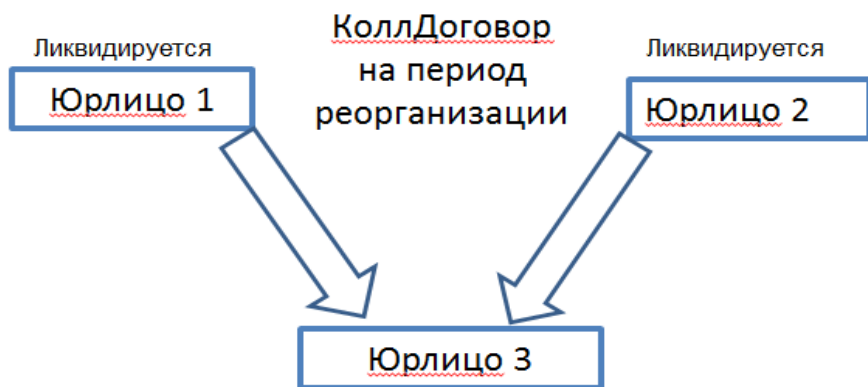 Ликвидируется
Юрлицо 1
КоллДоговор
на период
реорганизации
Ликвидируется
Юрлицо 2
Юрлицо 3